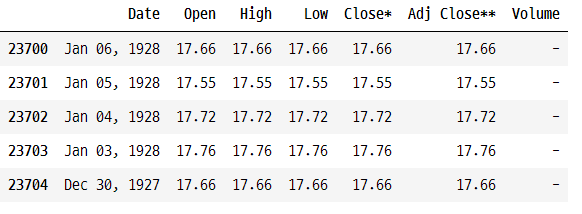 Date Open High Low Close* Adj Close** Volume
23700 Jan 06, 1928 17.66 17.66 17.66 17.66 17.66 -
23701 Jan 05, 1928 17.55 17.55 17.55 17.55 17.55 -
23702 Jan 04, 1928 17.72 17.72 17.72 17.72 17.72 -
23703 Jan 03, 1928 17.76 17.76 17.76 17.76 17.76 -
23704 Dec 30, 1927 17.66 17.66 17.66 17.66 17.66 -